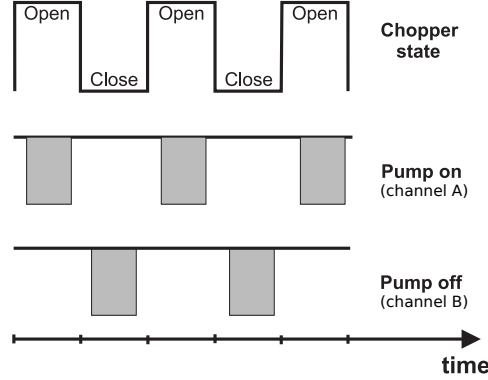 Open
Open
Open
Close
Close
Chopper
state
Pump on
(channel A)
Pump off
(channel B)
time